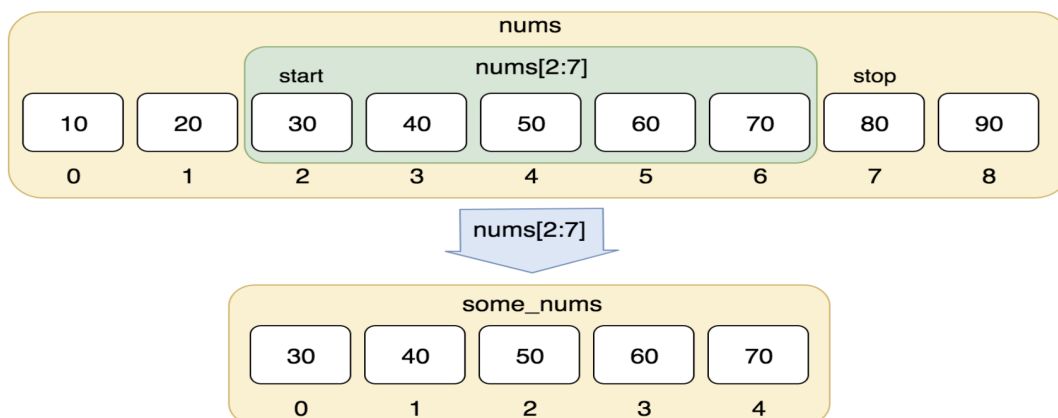 nums
start nums[2:7] stop
10 20 30 40 50 60 70 80 90
0 1 2 3 4 5 6 7 8
nums[2:7]
some_nums
30 40 50 60 70
0 1 2 3 4